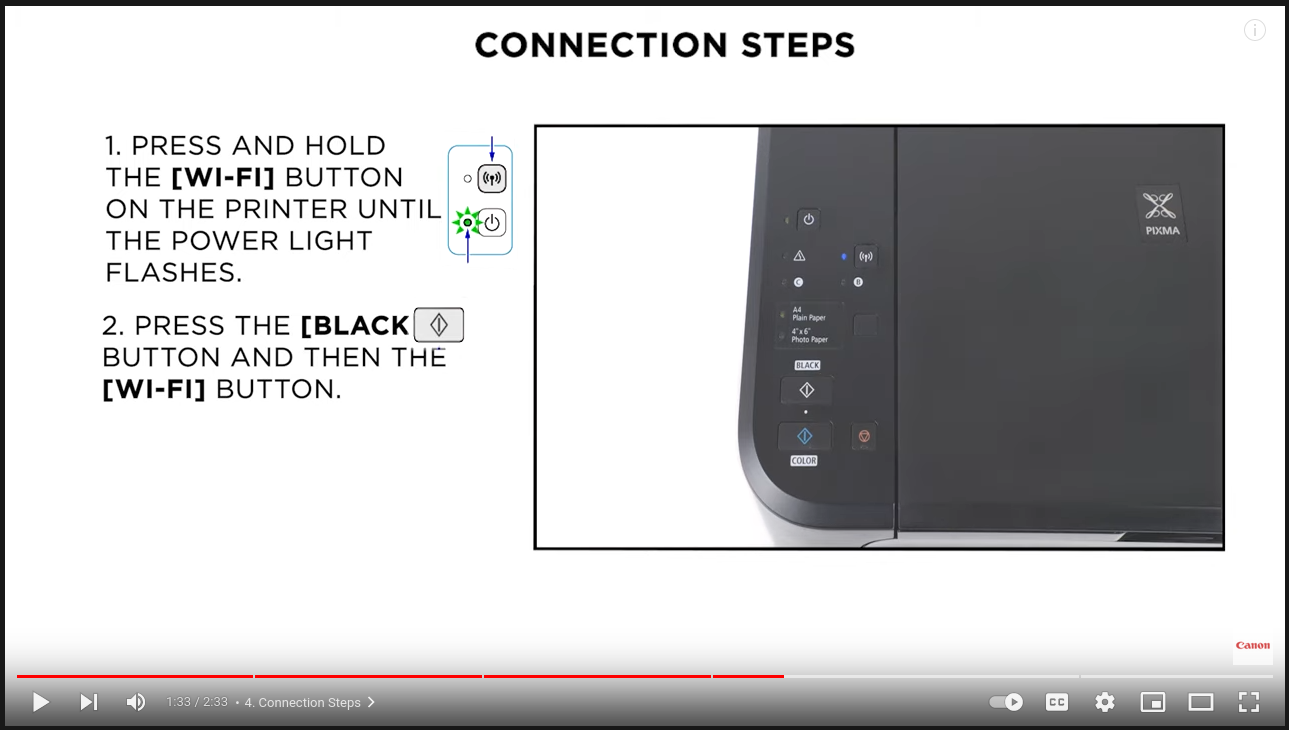 CONNECTION STEPS
1. PRESS AND HOLD
THE [WI-FI] BUTTON
ON THE PRINTER UNTIL
THE POWER LIGHT
FLASHES.
2. PRESS THE [BLACK
BUTTON AND THEN THE
[WI-FI] BUTTON.
PIXMA
C
B
A4
Plain Paper
4"x 6"
Photo Paper
BLACK
COLOR
Canon
1:33 / 2:33 • 4. Connection Steps
CC